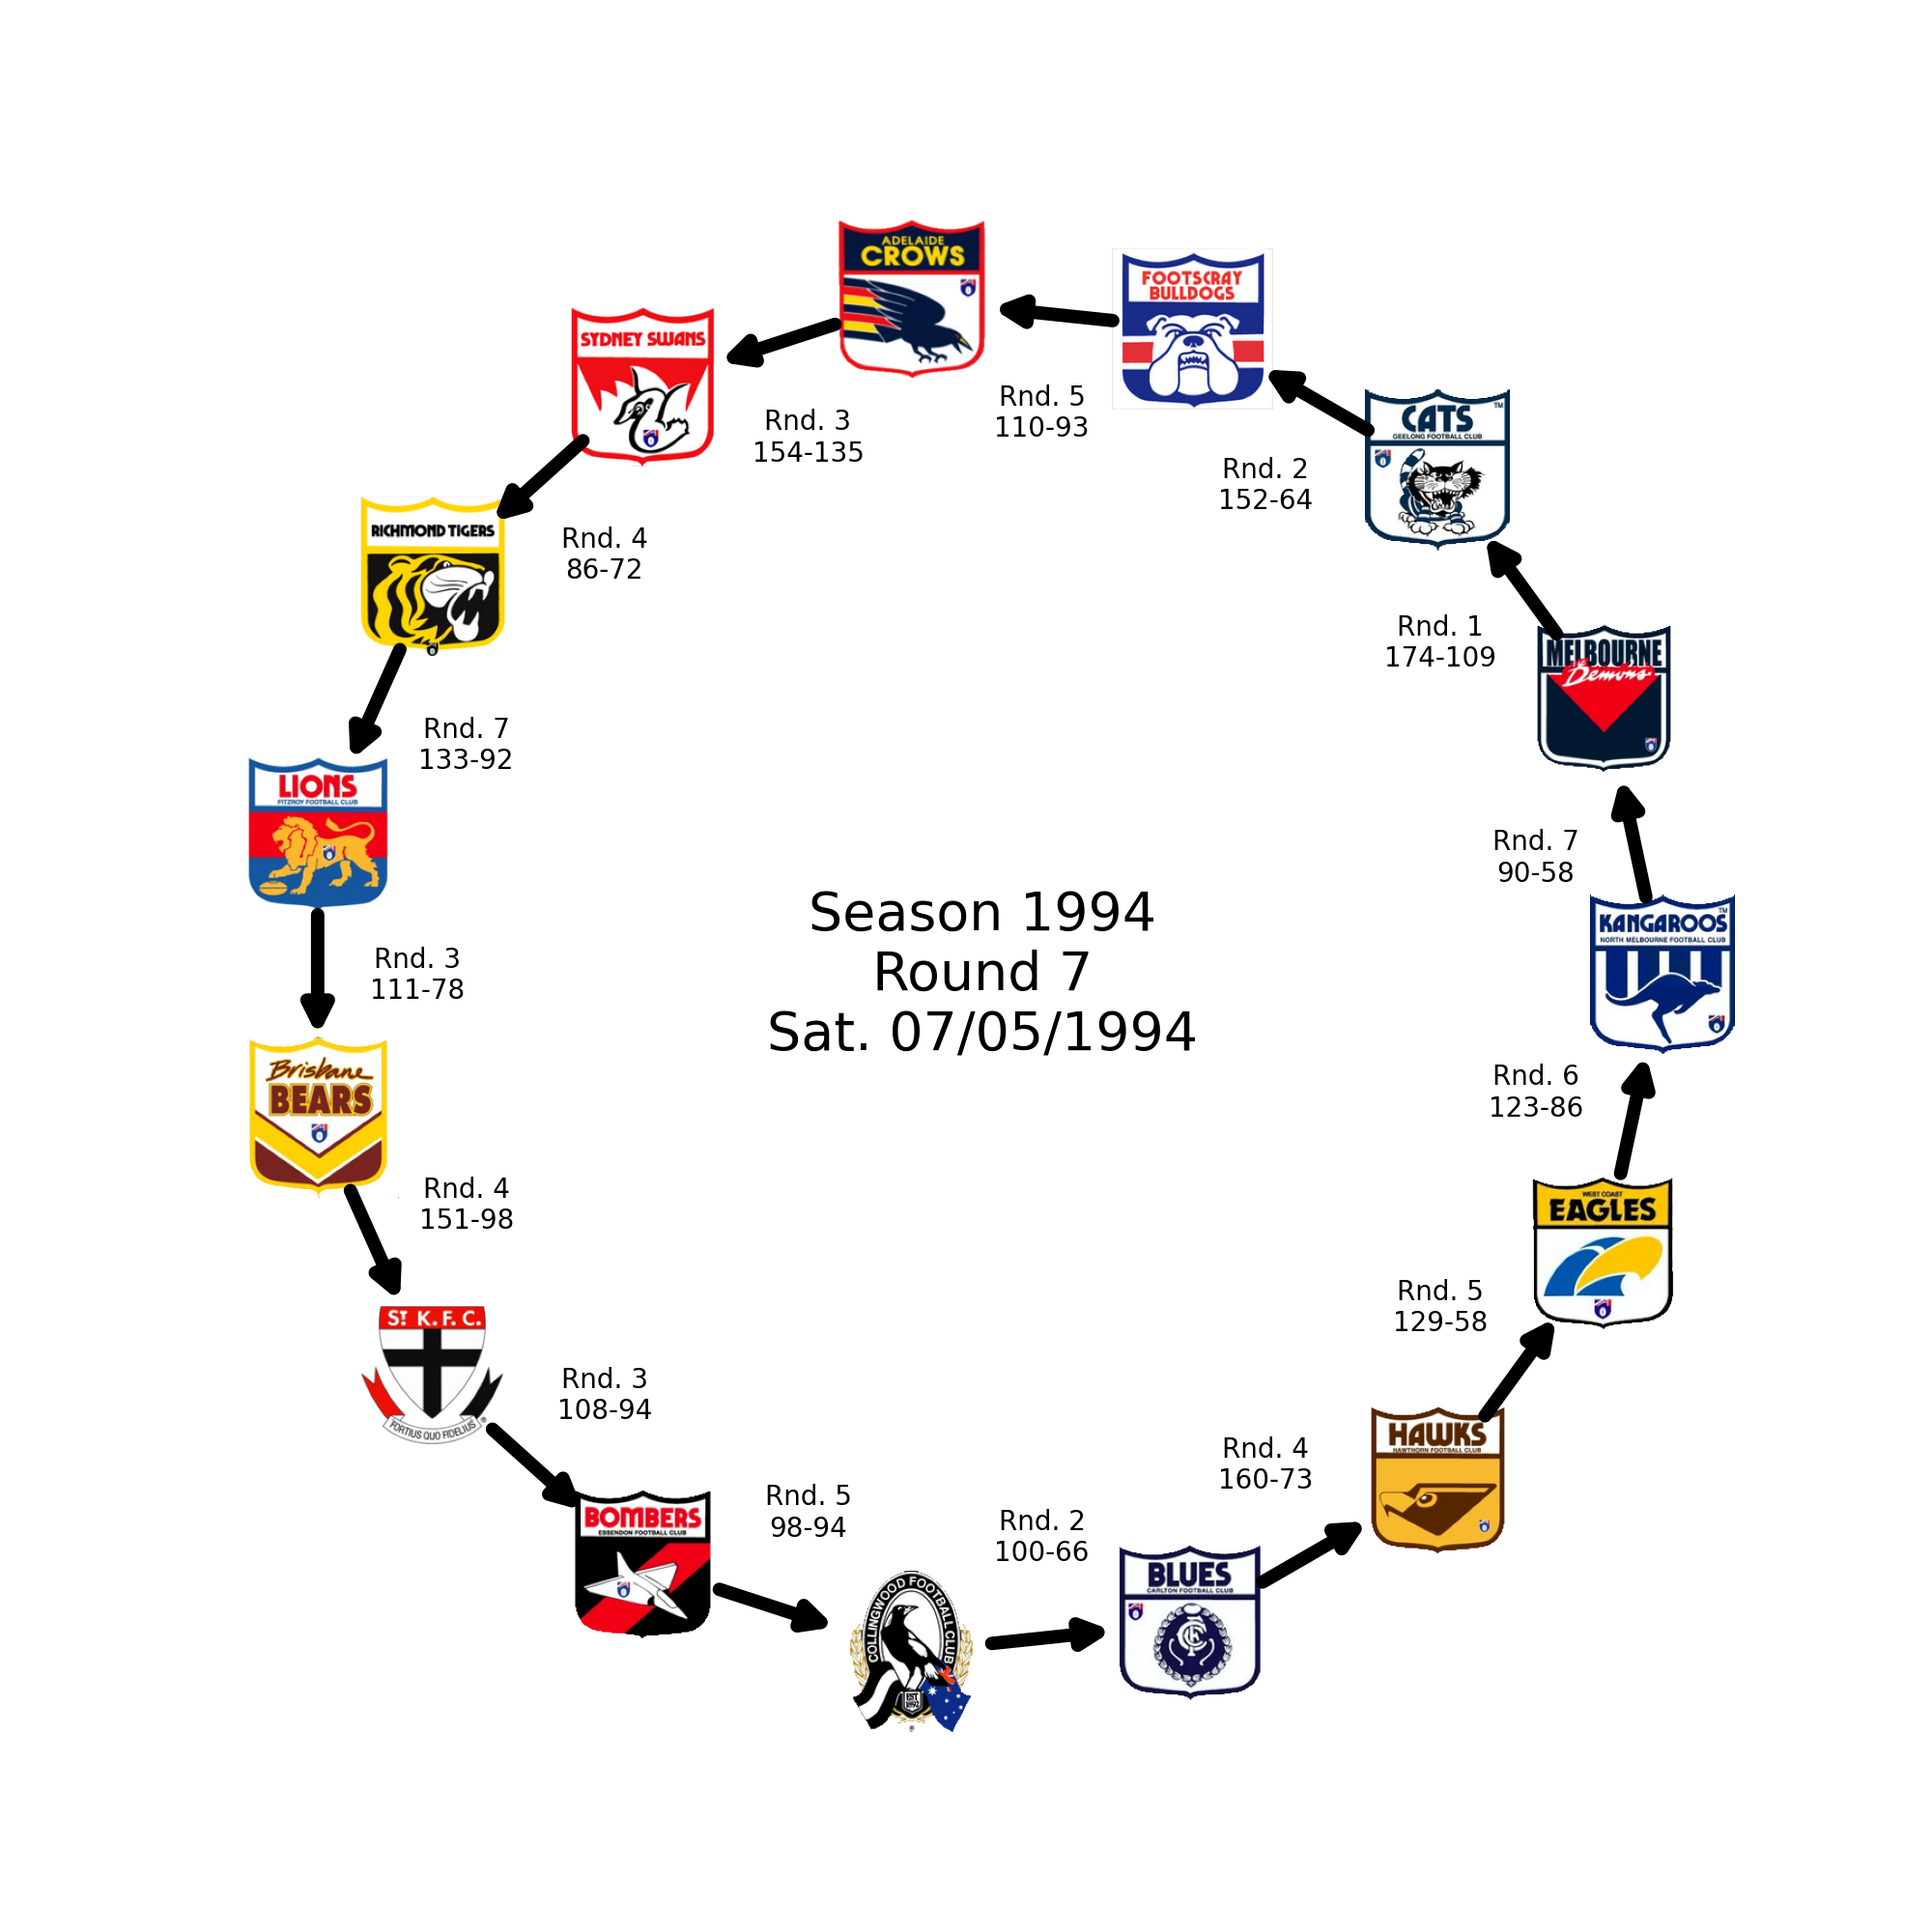 ADELAIDE
CROWS
FOOTSCRAY
BULLDOGS
SYDNEY SWANS
Rnd. 5
110-93
Rnd. 3
154-135
CATS
TM
GEELONG FOOTBALL CLUB
Rnd. 2
152-64
RICHMOND TIGERS
Rnd. 4
86-72
Rnd. 1
174-109
MELBOURNE
Demons
Rnd. 7
133-92
LIONS
FITZROY FOOTBALL CLUB
Rnd. 7
90-58
Season 1994
Round 7
Sat. 07/05/1994
KANGAROOS
TM
NORTH MELBOURNE FOOTBALL CLUB
Rnd. 3
111-78
Brisbane
BEARS
Rnd. 6
123-86
Rnd. 4
151-98
WEST COAST
EAGLES
Rnd. 5
129-58
ST K.F.C.
FORTIUS QUO FIDELIUS
®
Rnd. 3
108-94
HAWKS
HAWTHORN FOOTBALL CLUB
Rnd. 4
160-73
BOMBERS
ESSENDON FOOTBALL CLUB
Rnd. 5
98-94
Rnd. 2
100-66
BLUES
CARLTON FOOTBALL CLUB
CFC
COLLINGWOOD FOOTBALL CLUB
EST
1892
®